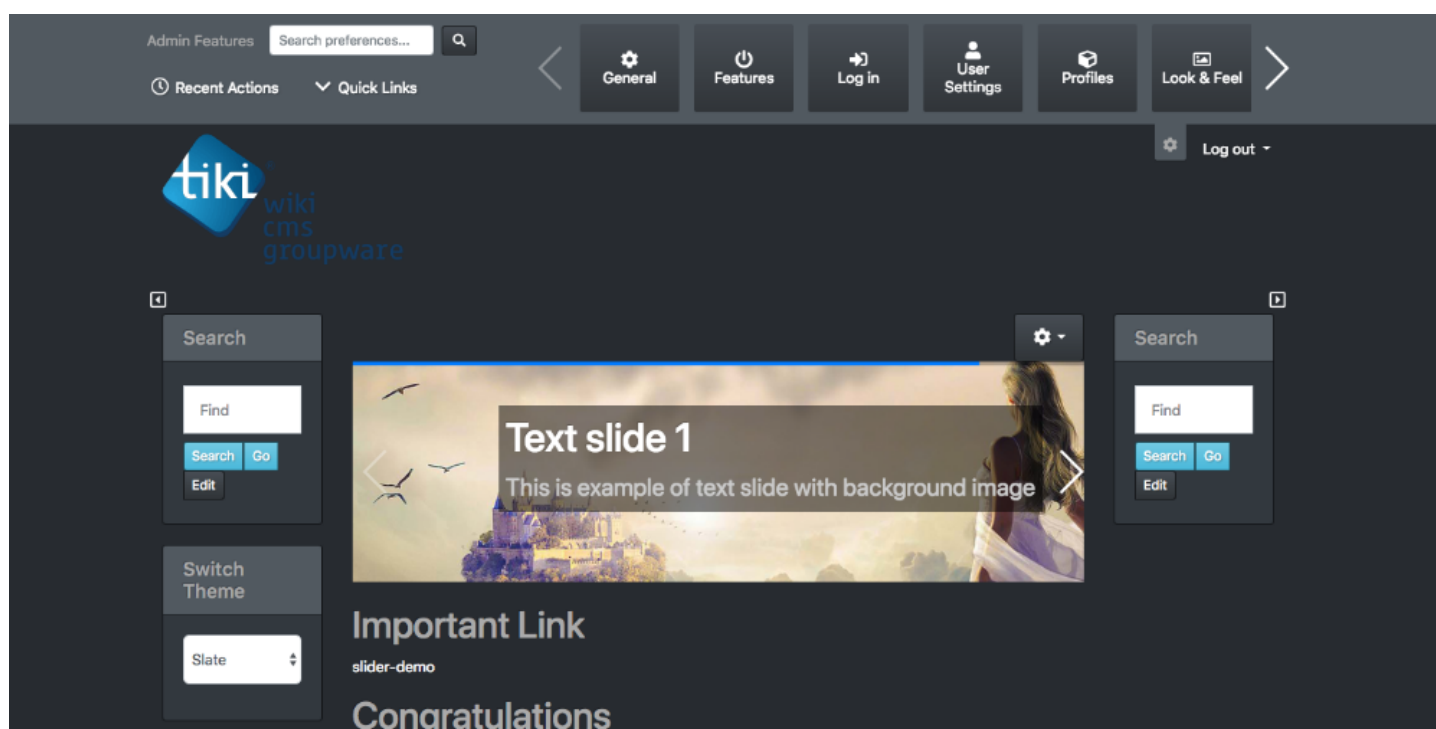 Admin Features
Search preferences...
Recent Actions
Quick Links
General
Features
Log in
User
Settings
Profiles
Look & Feel
Log out
tiki
wiki
cms
groupware
Search
Find
Search Go
Edit
Switch
Theme
Slate
Text slide 1
This is example of text slide with background image
Important Link
slider-demo
Congratulations
Search
Find
Search Go
Edit